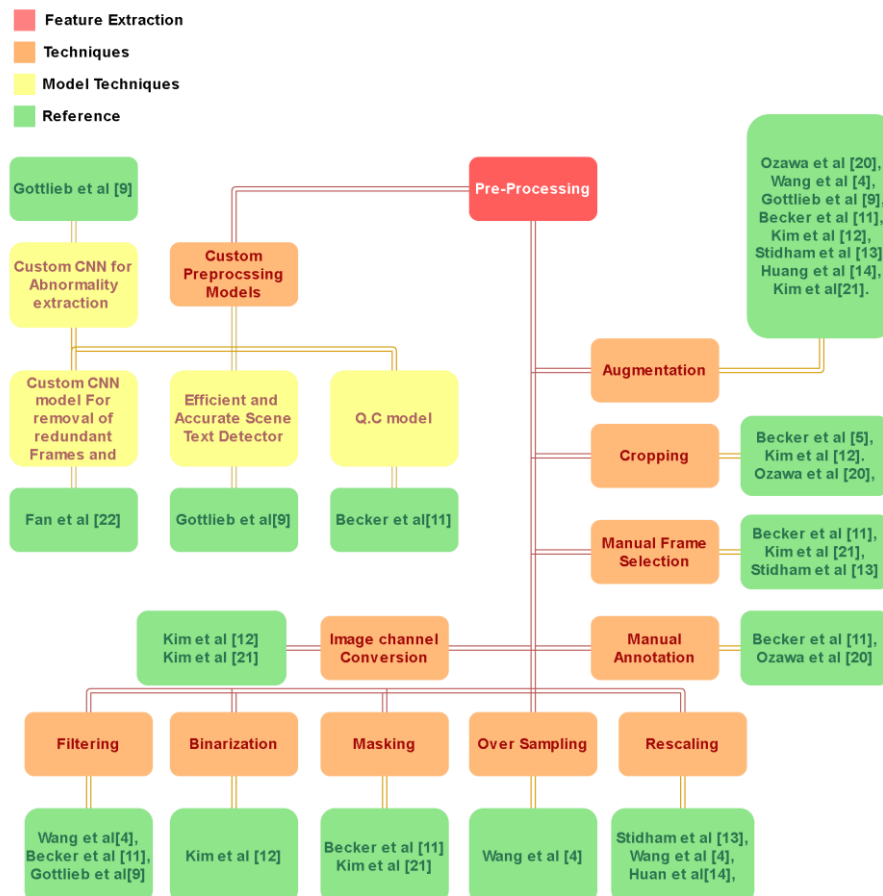 Feature Extraction
Techniques
Model Techniques
Reference
Gottlieb et al [9]
Pre-Processing
Ozawa et al [20],
Wang et al [4],
Gottlieb et al [9],
Becker et al [11],
Kim et al [12],
Stidham et al [13]
Huang et al [14],
Kim et al[21].
Custom CNN for
Abnormality
extraction
Custom
Preprocssing
Models
Augmentation
Custom CNN
model For
removal of
redundant
Frames and
Efficient and
Accurate Scene
Text Detector
Q.C model
Cropping
Becker et al [5],
Kim et al [12].
Ozawa et al [20],
Fan et al [22]
Gottlieb et al[9]
Becker et al[11]
Manual Frame
Selection
Becker et al [11],
Kim et al [21],
Stidham et al [13]
Kim et al [12]
Kim et al [21]
Image channel
Conversion
Manual
Annotation
Becker et al [11],
Ozawa et al [20]
Filtering
Binarization
Masking
Over Sampling
Rescaling
Wang et al[4],
Becker et al [11],
Gottlieb et al[9]
Kim et al [12]
Becker et al [11]
Kim et al [21]
Wang et al [4]
Stidham et al [13],
Wang et al [4],
Huan et al[14],